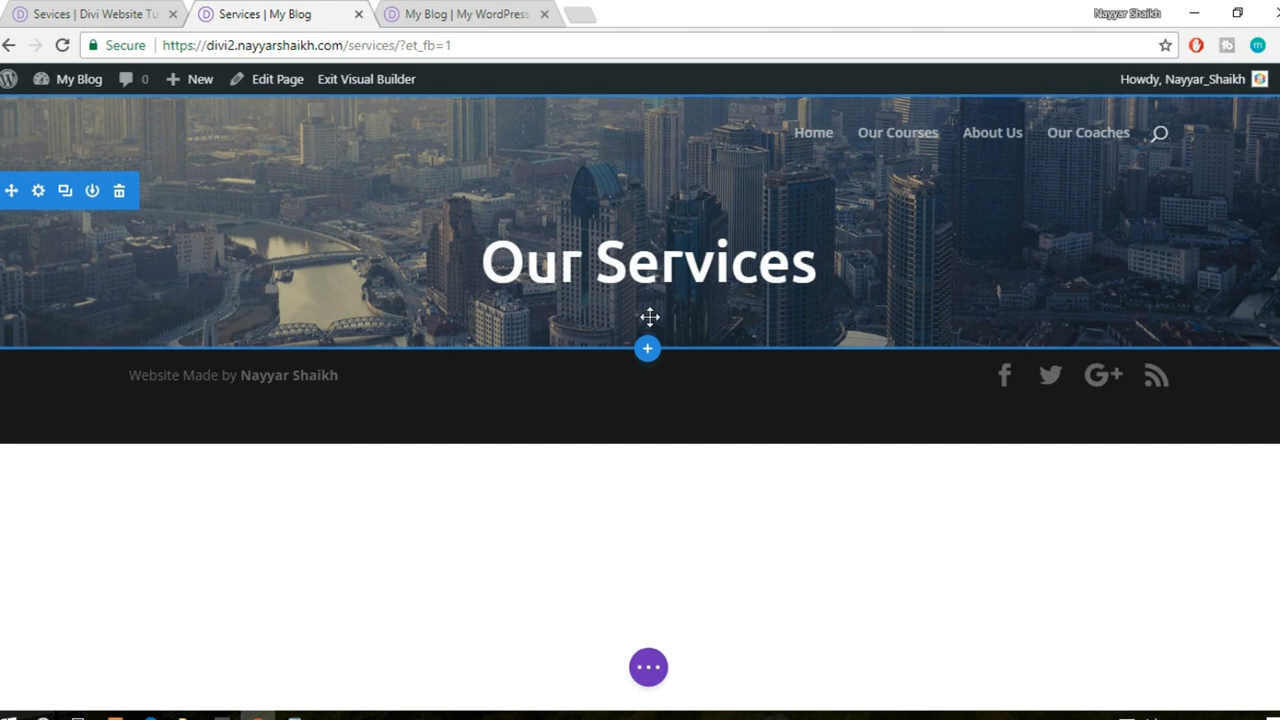 Sevices | Divi Website Tu
Services | My Blog
My Blog | My WordPress
Nayyar Shaikh
Secure
https://divi2.nayyarshaikh.com/services/?et_fb=1
My Blog 0 New Edit Page Exit Visual Builder
Howdy, Nayyar_Shaikh
Home Our Courses About Us Our Coaches
Our Services
Website Made by Nayyar Shaikh